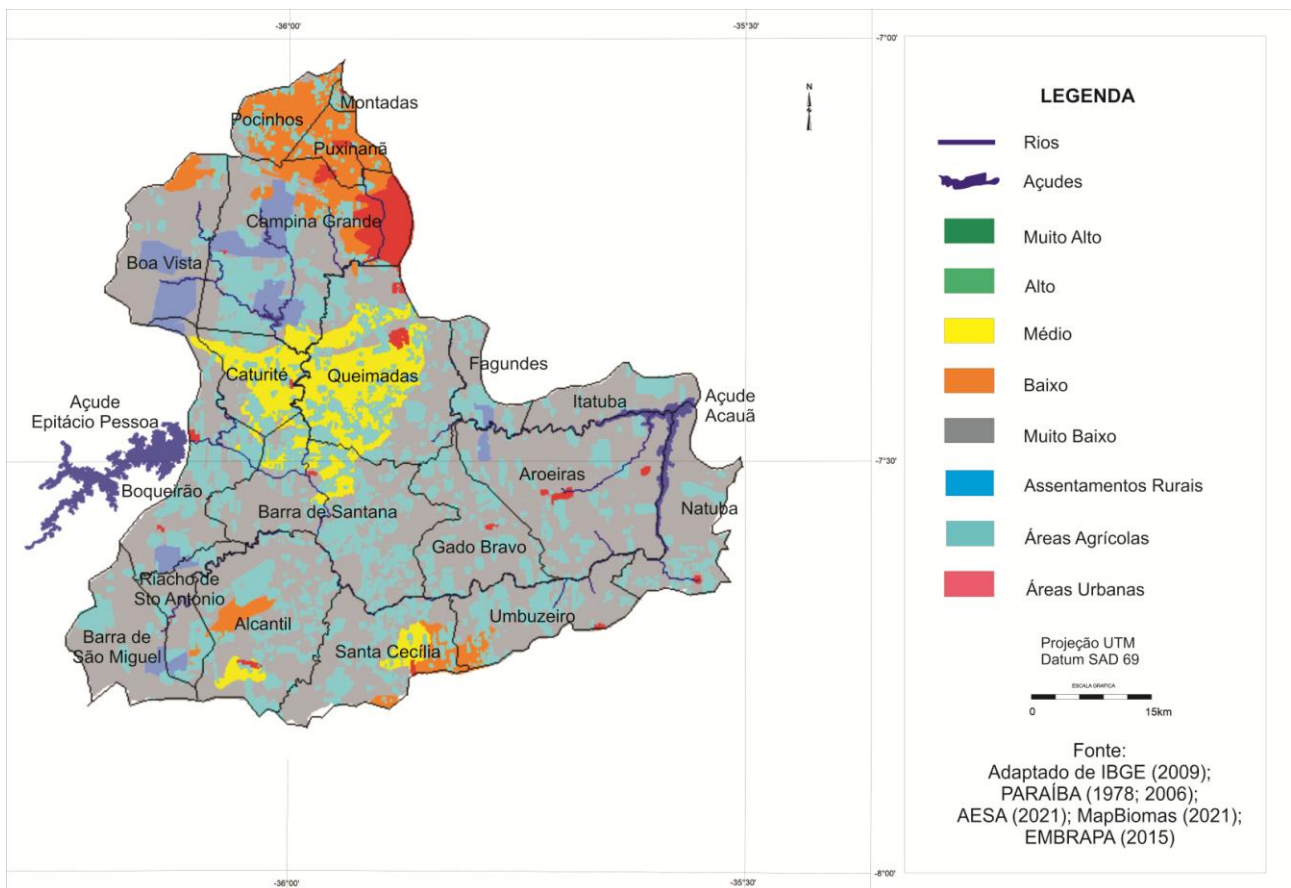 -36°00'
-35°30'
-7°00'
N
Montadas
Pocinhos
Puxinanã
Campina Grande
Boa Vista
Fagundes
Caturité
Queimadas
Itatuba
Açude
Acauã
Açude
Epitácio Pessoa
-7°30'
Aroeiras
Boqueirão
Natuba
Barra de Santana
Gado Bravo
Riacho de
Sto Antônio
Umbuzeiro
Alcantil
Barra de
São Miguel
Santa Cecília
-36°00'
-35°30'
-8°00'
LEGENDA
Rios
Açudes
Muito Alto
Alto
Médio
Baixo
Muito Baixo
Assentamentos Rurais
Áreas Agrícolas
Áreas Urbanas
Projeção UTM
Datum SAD 69
ESCALA GRAFICA
0 15km
Fonte:
Adaptado de IBGE (2009);
PARAÍBA (1978; 2006);
AESA (2021); MapBiomas (2021);
EMBRAPA (2015)